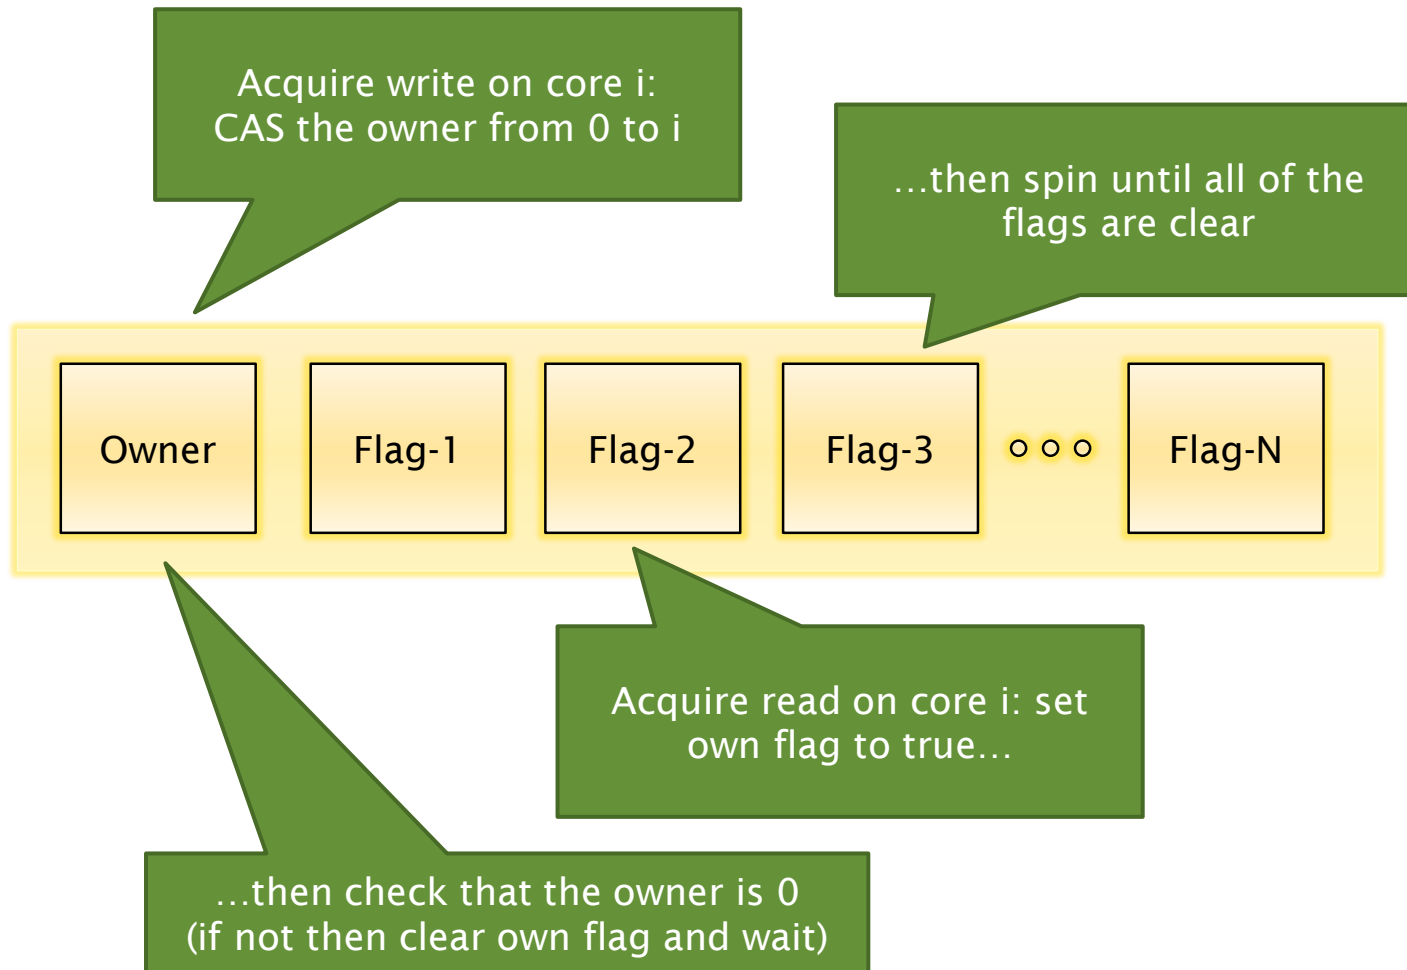 Acquire write on core i:
CAS the owner from 0 to i
…then spin until all of the
flags are clear
Owner
Flag-1
Flag-2
Flag-3
Flag-N
Acquire read on core i: set
own flag to true…
…then check that the owner is 0
(if not then clear own flag and wait)